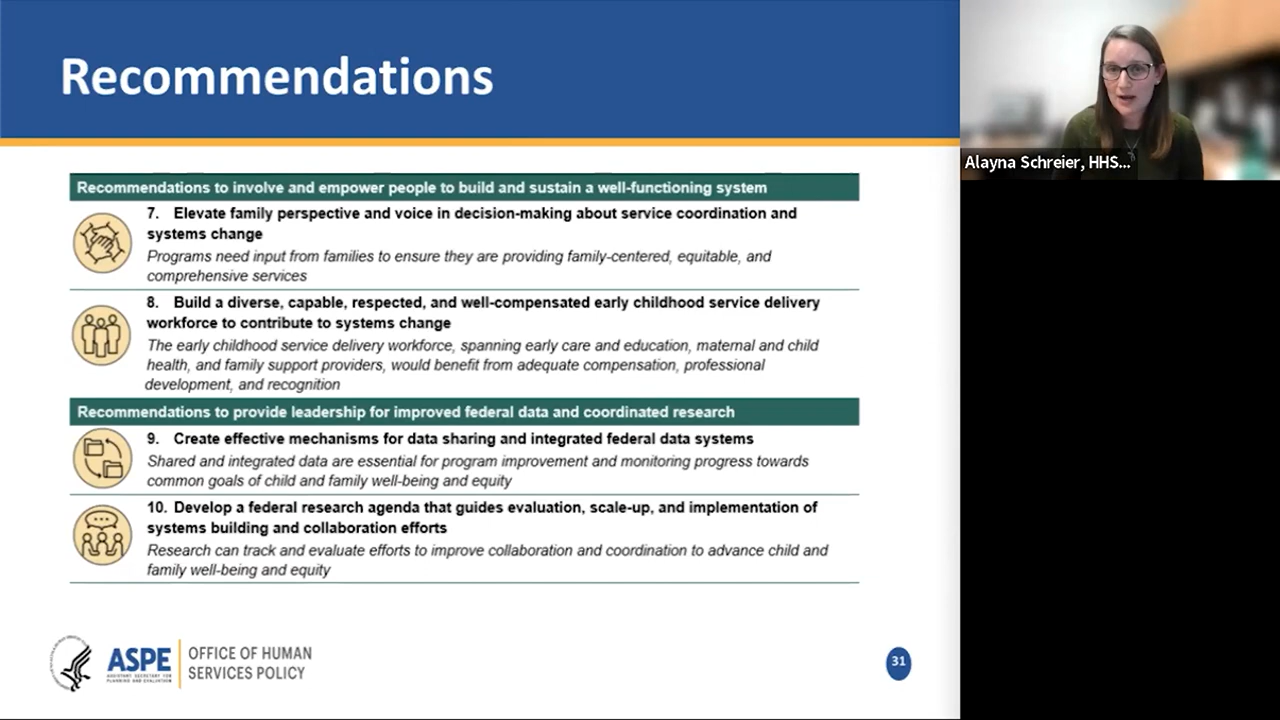 Recommendations
Alayna Schreier, HHS...
Recommendations to involve and empower people to build and sustain a well-functioning system
7. Elevate family perspective and voice in decision-making about service coordination and
systems change
Programs need input from families to ensure they are providing family-centered, equitable, and
comprehensive services
8. Build a diverse, capable, respected, and well-compensated early childhood service delivery
workforce to contribute to systems change
The early childhood service delivery workforce, spanning early care and education, maternal and child
health, and family support providers, would benefit from adequate compensation, professional
development, and recognition
Recommendations to provide leadership for improved federal data and coordinated research
9. Create effective mechanisms for data sharing and integrated federal data systems
Shared and integrated data are essential for program improvement and monitoring progress towards
common goals of child and family well-being and equity
10. Develop a federal research agenda that guides evaluation, scale-up, and implementation of
systems building and collaboration efforts
Research can track and evaluate efforts to improve collaboration and coordination to advance child and
family well-being and equity
ASPE
ASSISTANT SECRETARY FOR
PLANNING AND EVALUATION
OFFICE OF HUMAN
SERVICES POLICY
31